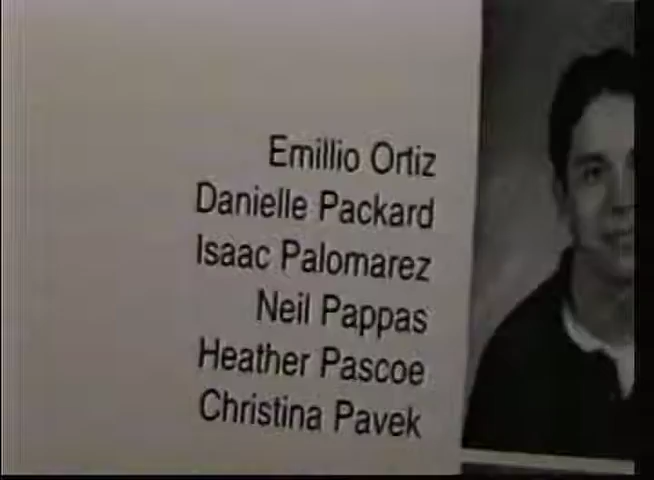 Emillio Ortiz
Danielle Packard
Isaac Palomarez
Neil Pappas
Heather Pascoe
Christina Pavek